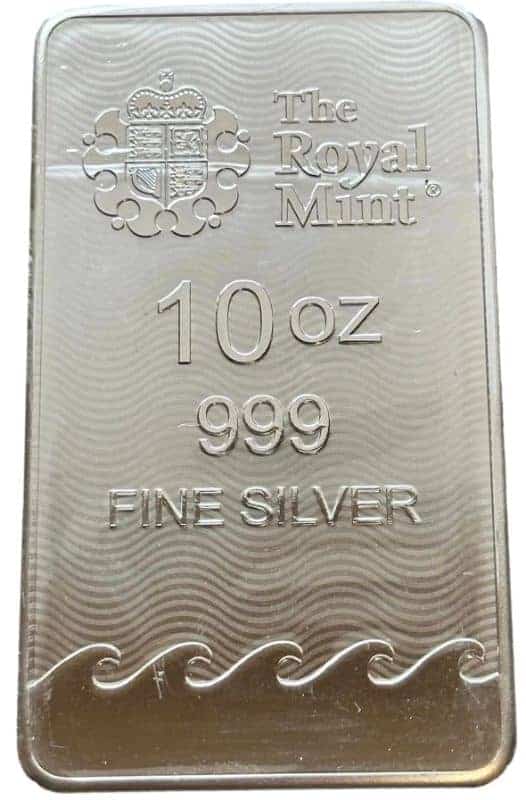 The
Royal
Mint®
10 oz
999
FINE SILVER